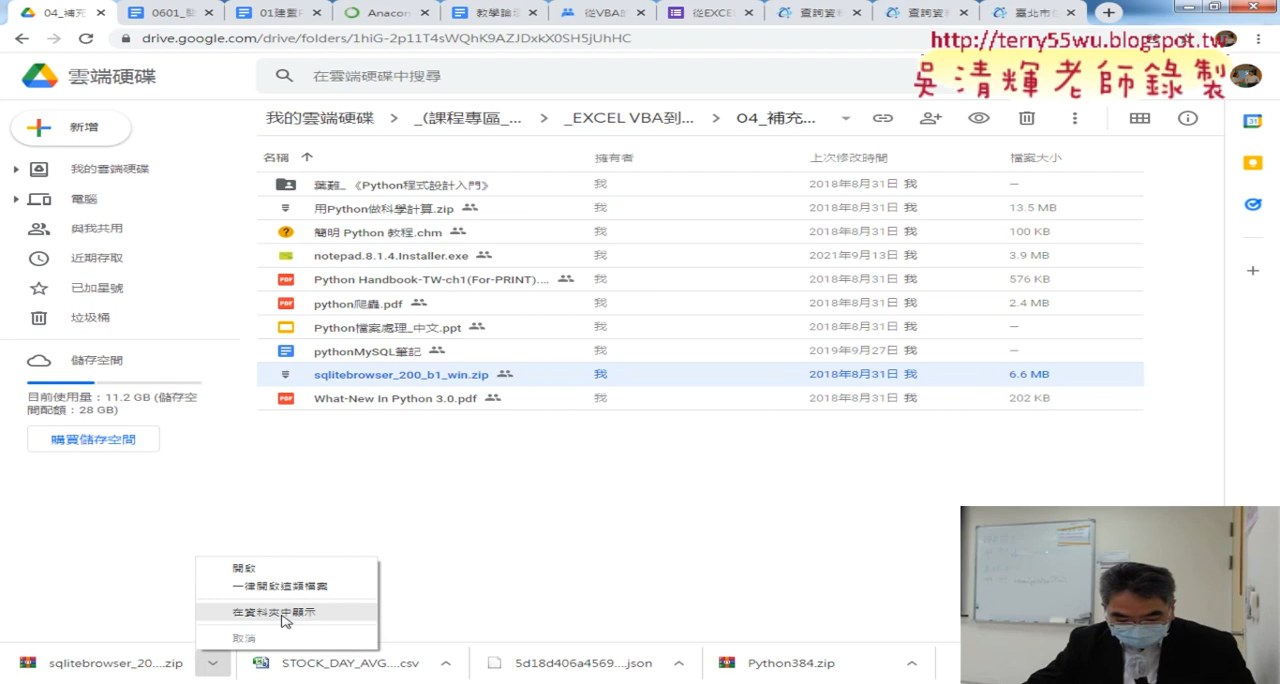 04_補充
0601_
01建置
Anacon
教學論壇
從VBA
從EXCEL
查詢資
查詢資
臺北市
drive.google.com/drive/folders/1hiG-2p11T4sWQhK9AZJDxkX0SH5jUhHC
http://terry55wu.blogspot.tw
吳清輝老師錄製
雲端硬碟
在雲端硬碟中搜尋
新增
我的雲端硬碟 > _(課程專區_... > _EXCEL VBA到... > 04_補充...
我的雲端硬碟
電腦
與我共用
近期存取
已加星號
垃圾桶
儲存空間
目前使用量：11.2 GB (儲存空
間配額：28 GB)
購買儲存空間
名稱 擁有者 上次修改時間 檔案大小
葉難_《Python程式設計入門》 我 2018年8月31日 我 —
用Python做科學計算.zip 我 2018年8月31日 我 13.5 MB
簡明 Python 教程.chm 我 2018年8月31日 我 100 KB
notepad.8.1.4.Installer.exe 我 2021年9月13日 我 3.9 MB
Python Handbook-TW-ch1(For-PRINT).... 我 2018年8月31日 我 576 KB
python爬蟲.pdf 我 2018年8月31日 我 2.4 MB
Python檔案處理_中文.ppt 我 2018年8月31日 我 —
pythonMySQL筆記 我 2019年9月27日 我 —
sqlitebrowser_200_b1_win.zip 我 2018年8月31日 我 6.6 MB
What-New In Python 3.0.pdf 我 2018年8月31日 我 202 KB
開啟
一律開啟這類檔案
在資料夾中顯示
取消
sqlitebrowser_20....zip
STOCK_DAY_AVG....csv
5d18d406a4569...json
Python384.zip